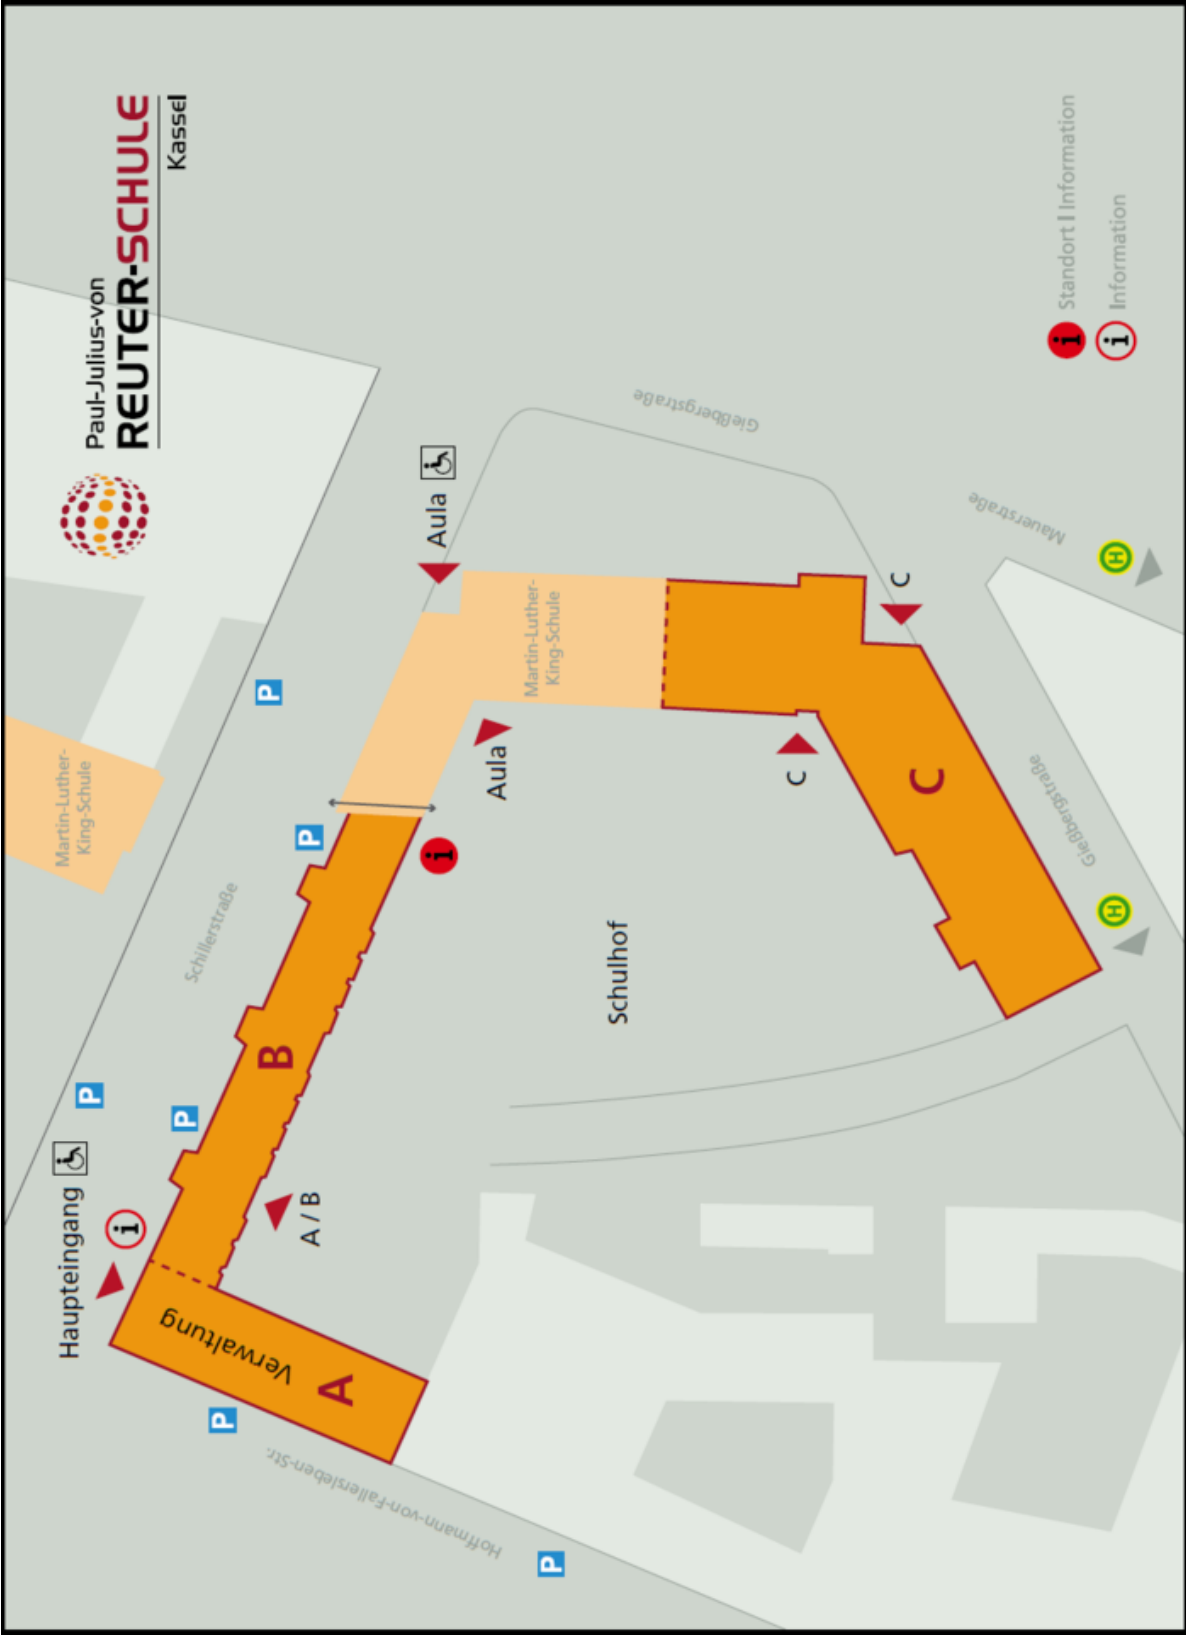 Paul-Julius-von
REUTER-SCHULE
Kassel
Haupteingang
i
P
P
P
P
P
P
Martin-Luther-
King-Schule
Schillerstraße
Verwaltung
A
B
A / B
Hoffmann-von-Fallersleben-Str.
i
Aula
Aula
Martin-Luther-
King-Schule
Gießbergstraße
Schulhof
C
C
C
Mauerstraße
Gießbergstraße
H
H
i Standort I Information
i Information